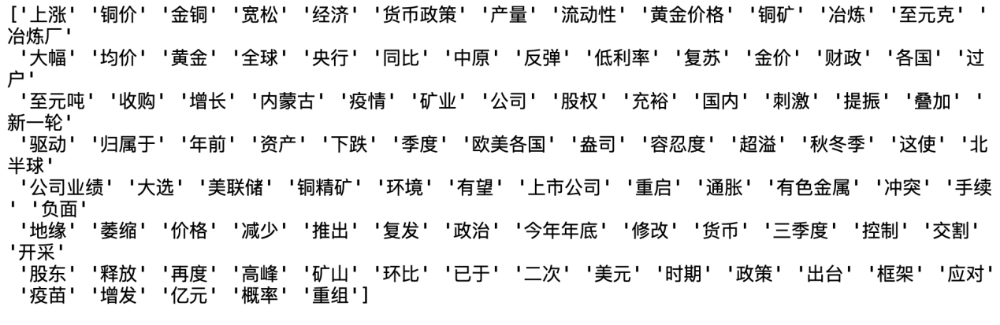 ['上涨' '铜价' '金铜' '宽松' '经济' '货币政策' '产量' '流动性' '黄金价格' '铜矿' '冶炼' '至元克' '
冶炼厂'
'大幅' '均价' '黄金' '全球' '央行' '同比' '中原' '反弹' '低利率' '复苏' '金价' '财政' '各国' '过
户'
'至元吨' '收购' '增长' '内蒙古' '疫情' '矿业' '公司' '股权' '充裕' '国内' '刺激' '提振' '叠加' '
新一轮'
'驱动' '归属于' '年前' '资产' '下跌' '季度' '欧美各国' '盎司' '容忍度' '超溢' '秋冬季' '这使' '北
半球'
'公司业绩' '大选' '美联储' '铜精矿' '环境' '有望' '上市公司' '重启' '通胀' '有色金属' '冲突' '手续
' '负面'
'地缘' '萎缩' '价格' '减少' '推出' '复发' '政治' '今年年底' '修改' '货币' '三季度' '控制' '交割'
'开采'
'股东' '释放' '再度' '高峰' '矿山' '环比' '已于' '二次' '美元' '时期' '政策' '出台' '框架' '应对'
'疫苗' '增发' '亿元' '概率' '重组']